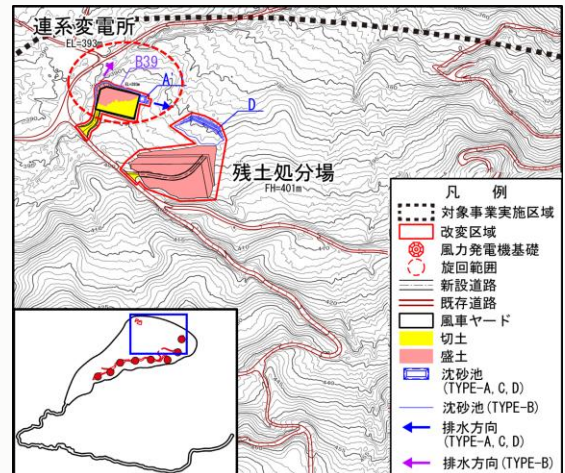 連系変電所
EL=393
B39
A
D
残土処分場
FH=401m
凡 例
対象事業実施区域
改変区域
風力発電機基礎
旋回範囲
新設道路
既存道路
風車ヤード
切土
盛土
沈砂池
(TYPE-A, C, D)
沈砂池(TYPE-B)
排水方向
(TYPE-A, C, D)
排水方向(TYPE-B)